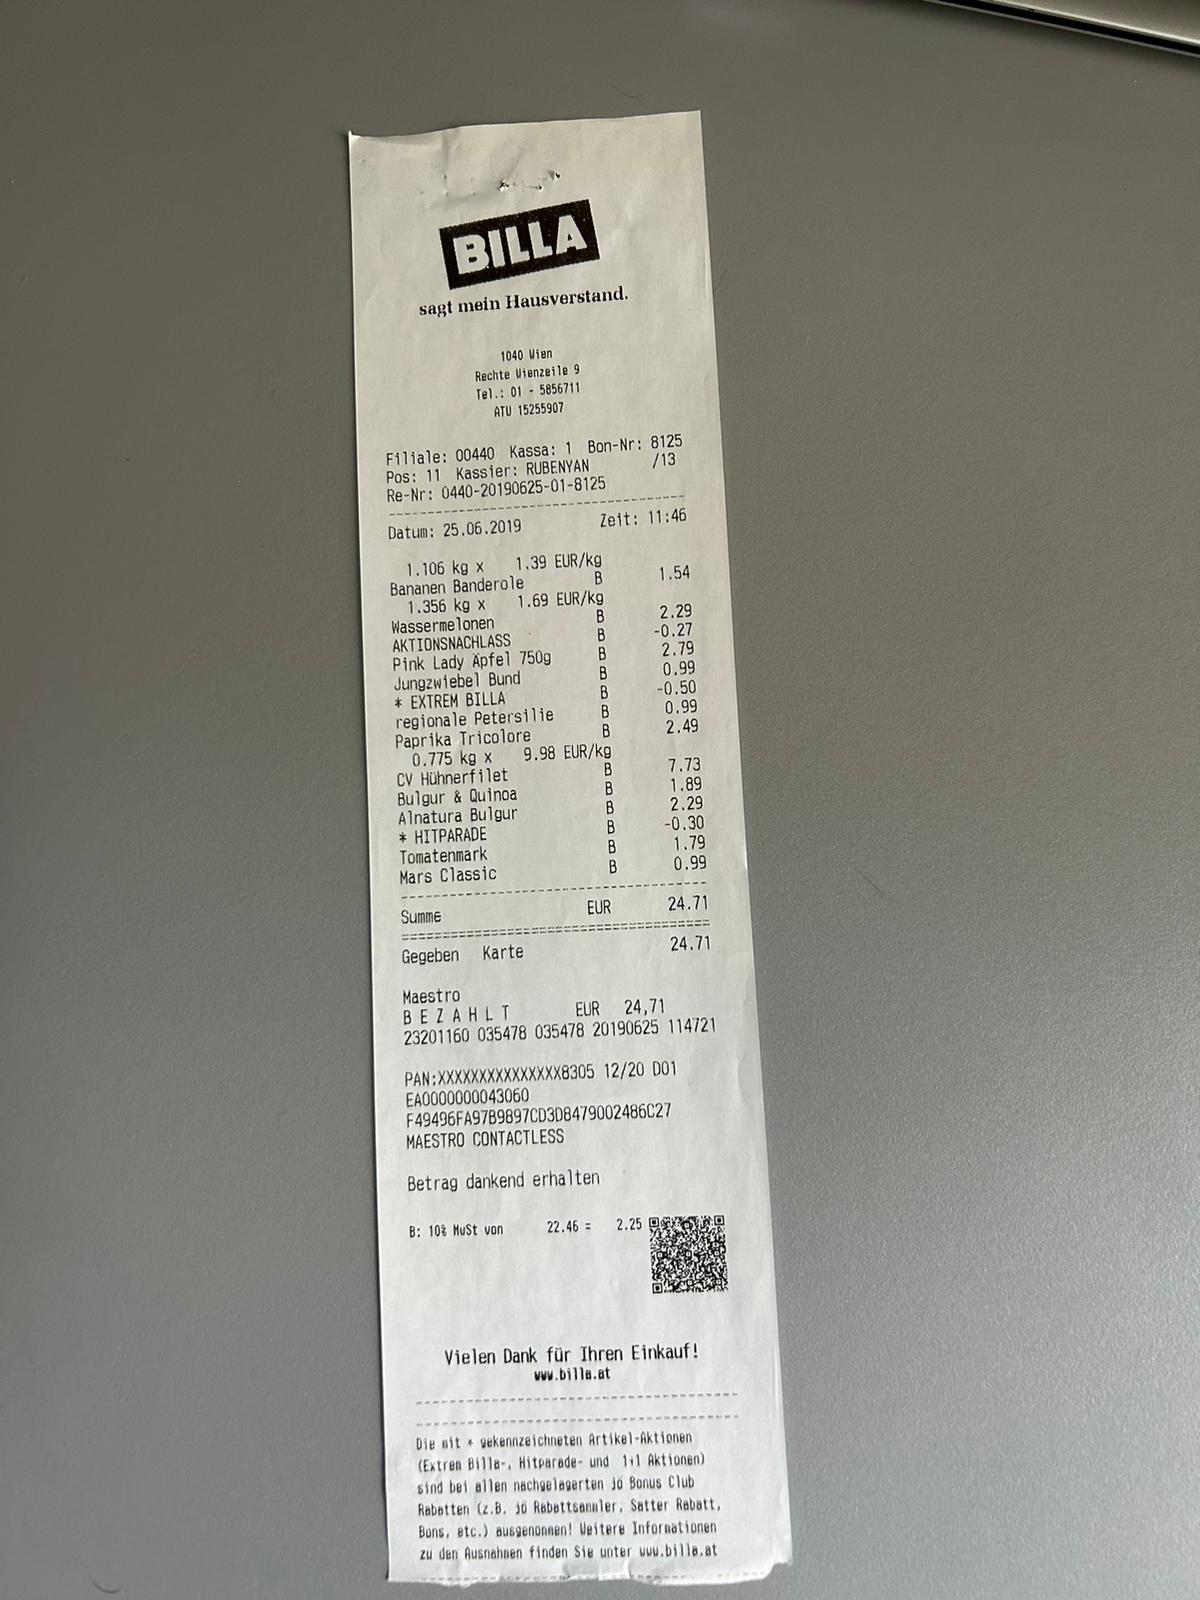 BILLA
sagt mein Hausverstand.
1040 Wien
Rechte Wienzeile 9
Tel.: 01 - 5856711
ATU 15255907
Filiale: 00440 Kassa: 1 Bon-Nr: 8125
Pos: 11 Kassier: RUBENYAN /13
Re-Nr: 0440-20190625-01-8125
Datum: 25.06.2019 Zeit: 11:46
1.106 kg x 1.39 EUR/kg
Bananen Banderole B 1.54
1.356 kg x 1.69 EUR/kg
Wassermelonen B 2.29
AKTIONSNACHLASS B -0.27
Pink Lady Äpfel 750g B 2.79
Jungzwiebel Bund B 0.99
* EXTREM BILLA B -0.50
regionale Petersilie B 0.99
Paprika Tricolore B 2.49
0.775 kg x 9.98 EUR/kg
CV Hühnerfilet B 7.73
Bulgur & Quinoa B 1.89
Alnatura Bulgur B 2.29
* HITPARADE B -0.30
Tomatenmark B 1.79
Mars Classic B 0.99
Summe EUR 24.71
Gegeben Karte 24.71
Maestro
B E Z A H L T EUR 24,71
23201160 035478 035478 20190625 114721
PAN:XXXXXXXXXXXXXXX8305 12/20 D01
EA0000000043060
F49496FA97B9897CD3D8479002486C27
MAESTRO CONTACTLESS
Betrag dankend erhalten
B: 10% MwSt von 22.46 = 2.25
Vielen Dank für Ihren Einkauf!
www.billa.at
Die mit * gekennzeichneten Artikel-Aktionen
(Extrem Billa-, Hitparade- und 1+1 Aktionen)
sind bei allen nachgelagerten jö Bonus Club
Rabatten (z.B. jö Rabattsammler, Satter Rabatt,
Bons, etc.) ausgenommen! Weitere Informationen
zu den Ausnahmen finden Sie unter www.billa.at